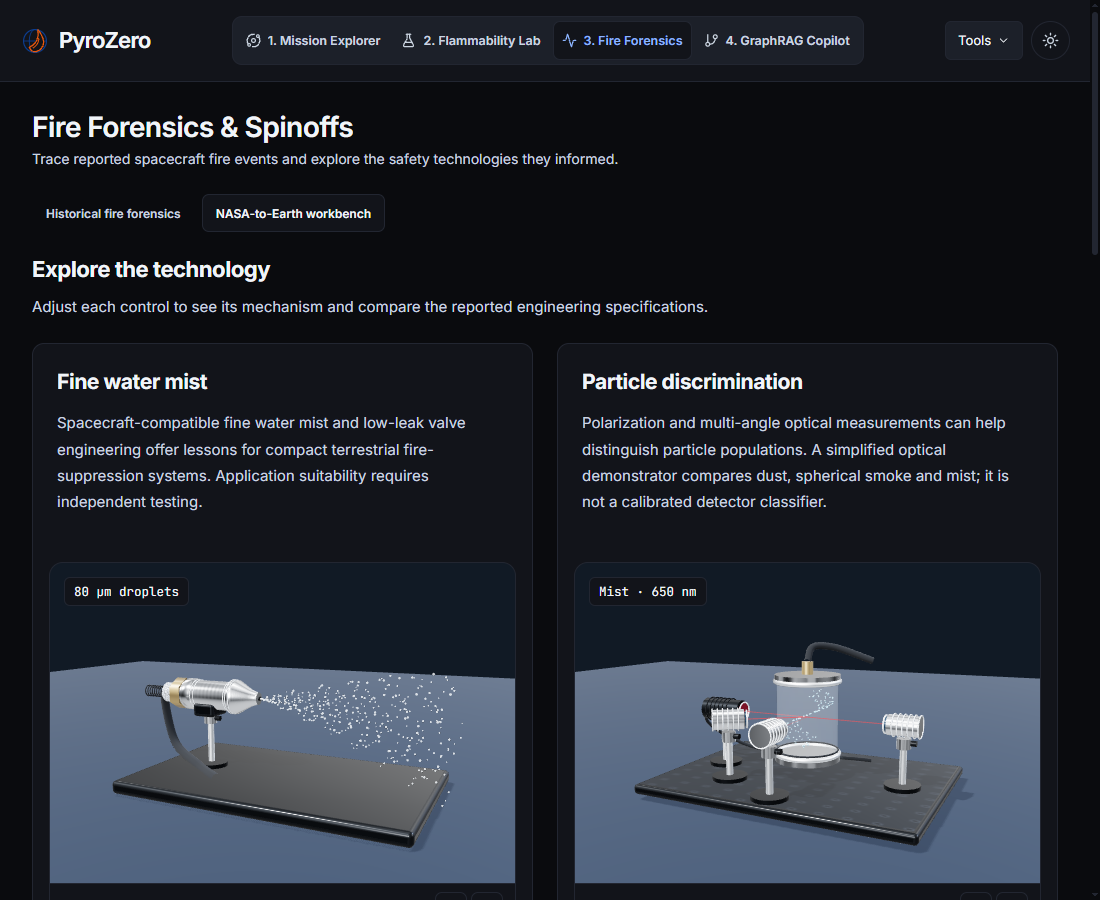 PyroZero
1. Mission Explorer
2. Flammability Lab
3. Fire Forensics
4. GraphRAG Copilot
Tools
Fire Forensics & Spinoffs
Trace reported spacecraft fire events and explore the safety technologies they informed.
Historical fire forensics
NASA-to-Earth workbench
Explore the technology
Adjust each control to see its mechanism and compare the reported engineering specifications.
Fine water mist
Spacecraft-compatible fine water mist and low-leak valve
engineering offer lessons for compact terrestrial fire-
suppression systems. Application suitability requires
independent testing.
80 µm droplets
Particle discrimination
Polarization and multi-angle optical measurements can help
distinguish particle populations. A simplified optical
demonstrator compares dust, spherical smoke and mist; it is
not a calibrated detector classifier.
Mist · 650 nm